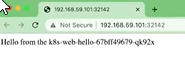 192.168.59.101:32142
Not Secure | 192.168.59.101:32142
Hello from the k8s-web-hello-67bff49679-qk92x